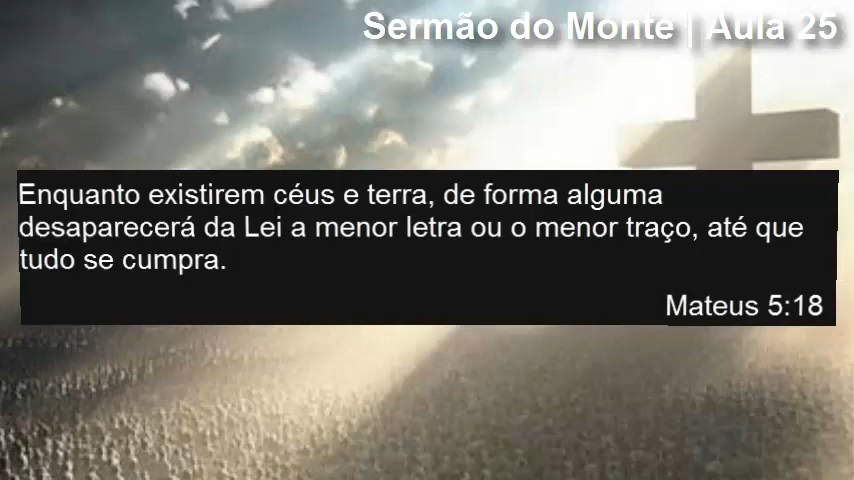 Sermão do Monte | Aula 25
Enquanto existirem céus e terra, de forma alguma
desaparecerá da Lei a menor letra ou o menor traço, até que
tudo se cumpra.
Mateus 5:18